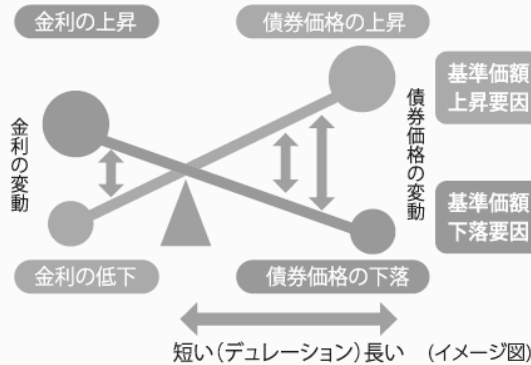 金利の上昇
債券価格の上昇
基準価額
上昇要因
金利の変動
債券価格の変動
基準価額
下落要因
金利の低下
債券価格の下落
短い(デュレーション)長い (イメージ図)